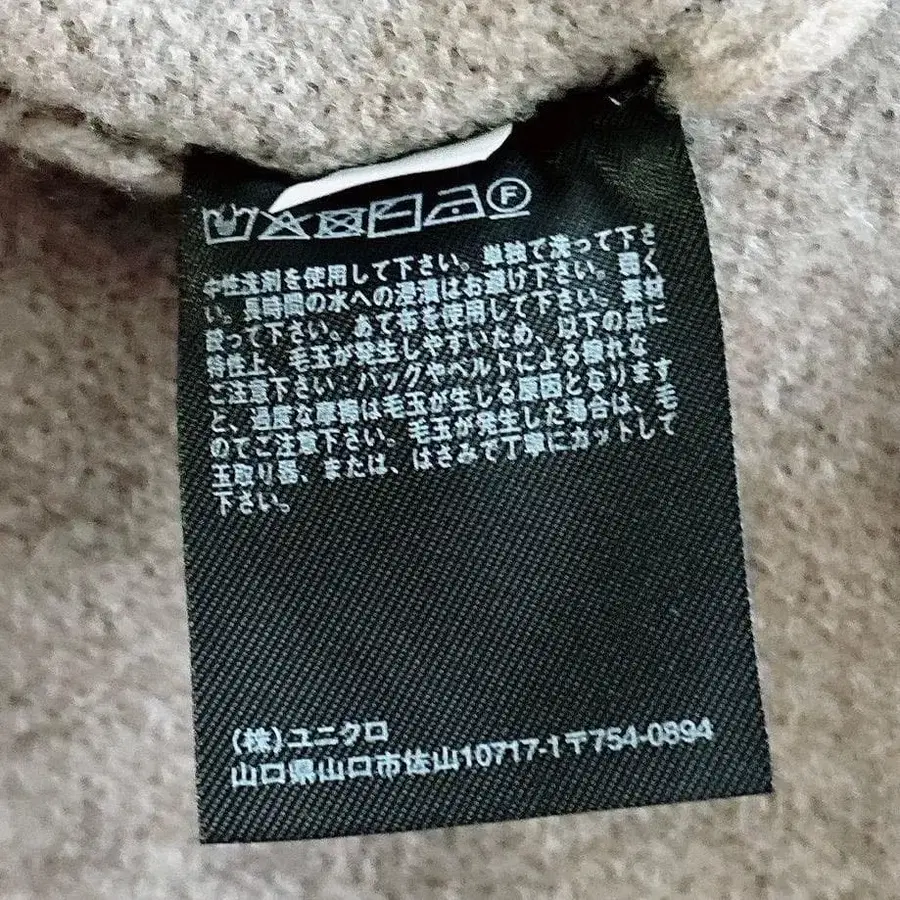 F
中性洗剤を使用して下さい。単独で洗って下さ
い。長時間の水への浸漬はお避け下さい。弱く
絞って下さい。あて布を使用して下さい。素材
特性上、毛玉が発生しやすいため、以下の点に
ご注意下さい:バッグやベルトによる擦れな
ど、過度な摩擦は毛玉が生じる原因となります
のでご注意下さい。毛玉が発生した場合は、毛
玉取り器、または、はさみで丁寧にカットして
下さい。
(株)ユニクロ
山口県山口市佐山10717-1〒754-0894